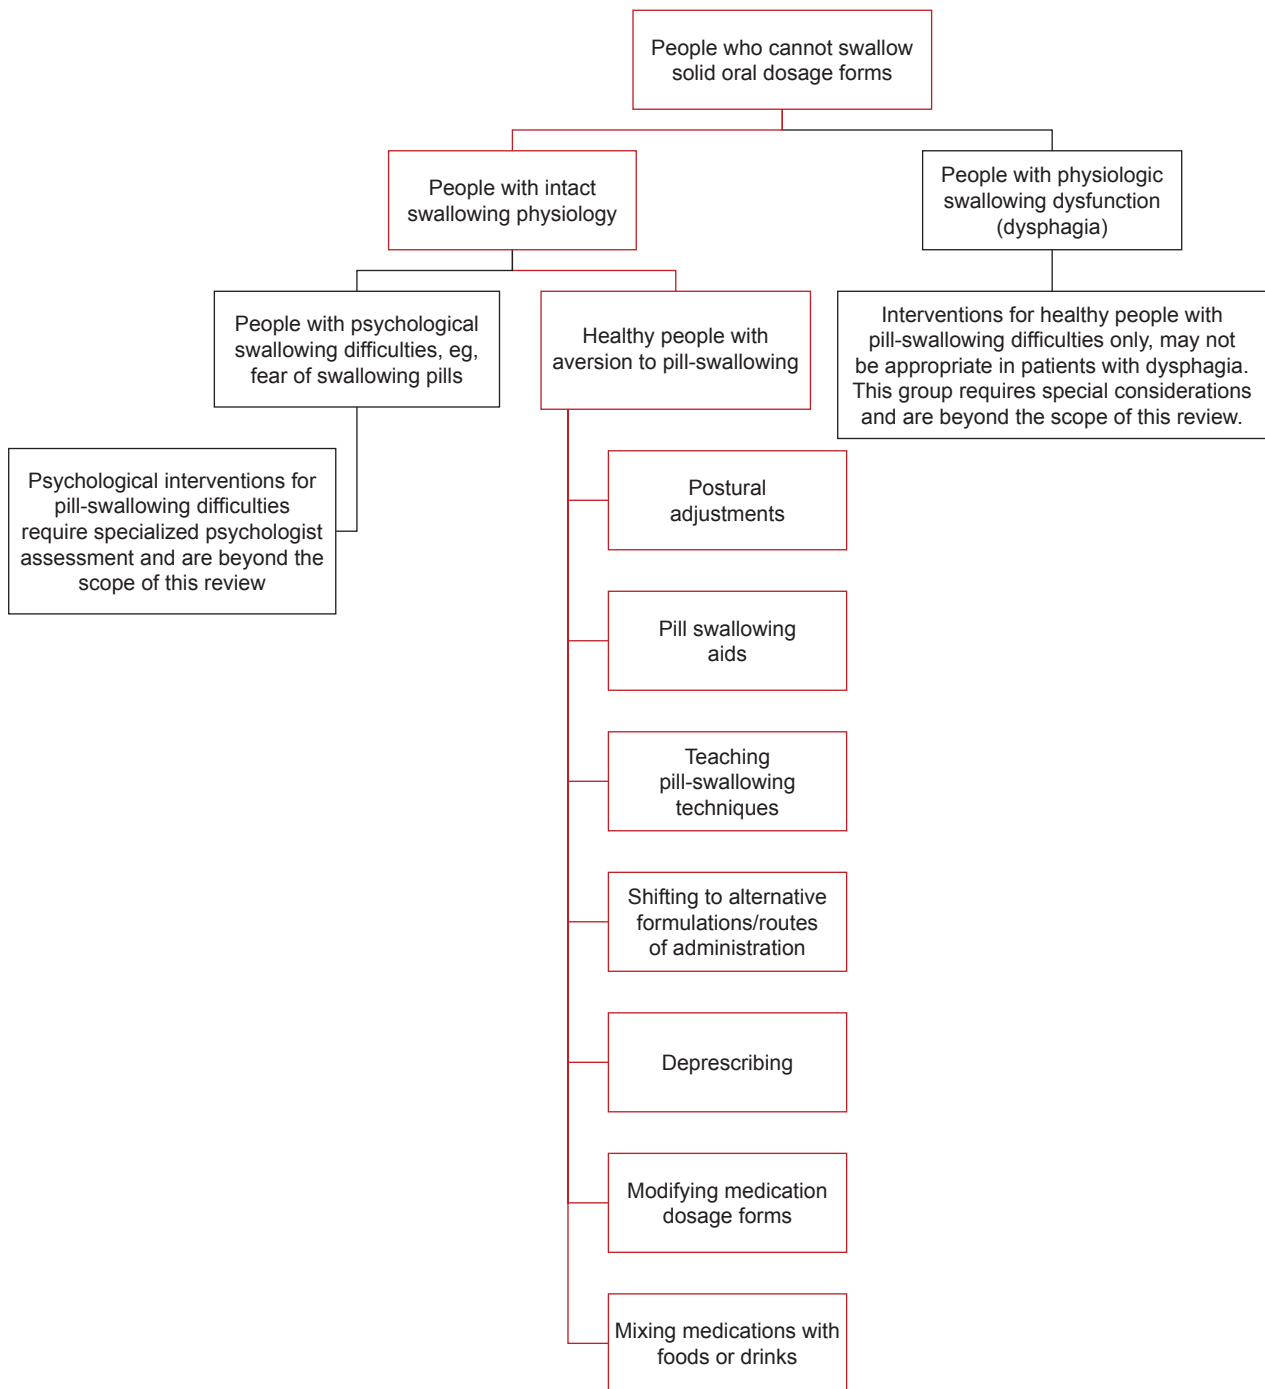 People who cannot swallow
solid oral dosage forms
People with intact
swallowing physiology
People with physiologic
swallowing dysfunction
(dysphagia)
People with psychological
swallowing difficulties, eg,
fear of swallowing pills
Healthy people with
aversion to pill-swallowing
Interventions for healthy people with
pill-swallowing difficulties only, may not
be appropriate in patients with dysphagia.
This group requires special considerations
and are beyond the scope of this review.
Psychological interventions for
pill-swallowing difficulties
require specialized psychologist
assessment and are beyond the
scope of this review
Postural
adjustments
Pill swallowing
aids
Teaching
pill-swallowing
techniques
Shifting to alternative
formulations/routes
of administration
Deprescribing
Modifying medication
dosage forms
Mixing medications with
foods or drinks